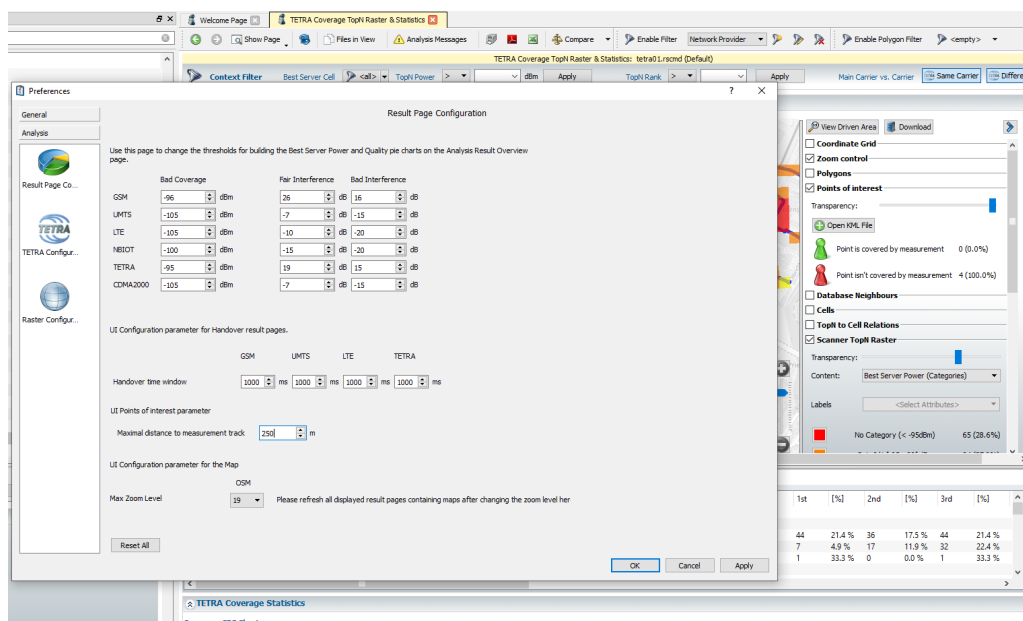 Welcome Page
TETRA Coverage TopN Raster & Statistics
Show Page
Files in View
Analysis Messages
Compare
Enable Filter
Network Provider
Enable Polygon Filter
<empty>
TETRA Coverage TopN Raster & Statistics: tetra01.rscmd (Default)
Context Filter
Best Server Cell
<all>
TopN Power
>
dBm
Apply
TopN Rank
>
Apply
Main Carrier vs. Carrier
Same Carrier
Differe
Preferences
?
General
Analysis
Result Page Co...
TETRA
TETRA Configur...
Raster Configur...
Result Page Configuration
Use this page to change the thresholds for building the Best Server Power and Quality pie charts on the Analysis Result Overview
page.
Bad Coverage Fair Interference Bad Interference
GSM -96 dBm 26 dB 16 dB
UMTS -105 dBm -7 dB -15 dB
LTE -105 dBm -10 dB -20 dB
NBIOT -100 dBm -15 dB -20 dB
TETRA -95 dBm 19 dB 15 dB
CDMA2000 -105 dBm -7 dB -15 dB
UI Configuration parameter for Handover result pages.
GSM UMTS LTE TETRA
Handover time window 1000 ms 1000 ms 1000 ms 1000 ms
UI Points of interest parameter
Maximal distance to measurement track 250 m
UI Configuration parameter for the Map
OSM
Max Zoom Level 19 Please refresh all displayed result pages containing maps after changing the zoom level her
Reset All
OK Cancel Apply
View Driven Area
Download
Coordinate Grid
Zoom control
Polygons
Points of interest
Transparency:
Open KML File
Point is covered by measurement 0 (0.0%)
Point isn't covered by measurement 4 (100.0%)
Database Neighbours
Cells
TopN to Cell Relations
Scanner TopN Raster
Transparency:
Content: Best Server Power (Categories)
Labels <Select Attributes>
No Category (< -95dBm) 65 (28.6%)
1st [%] 2nd [%] 3rd [%]
44 21.4 % 36 17.5 % 44 21.4 %
7 4.9 % 17 11.9 % 32 22.4 %
1 33.3 % 0 0.0 % 1 33.3 %
TETRA Coverage Statistics